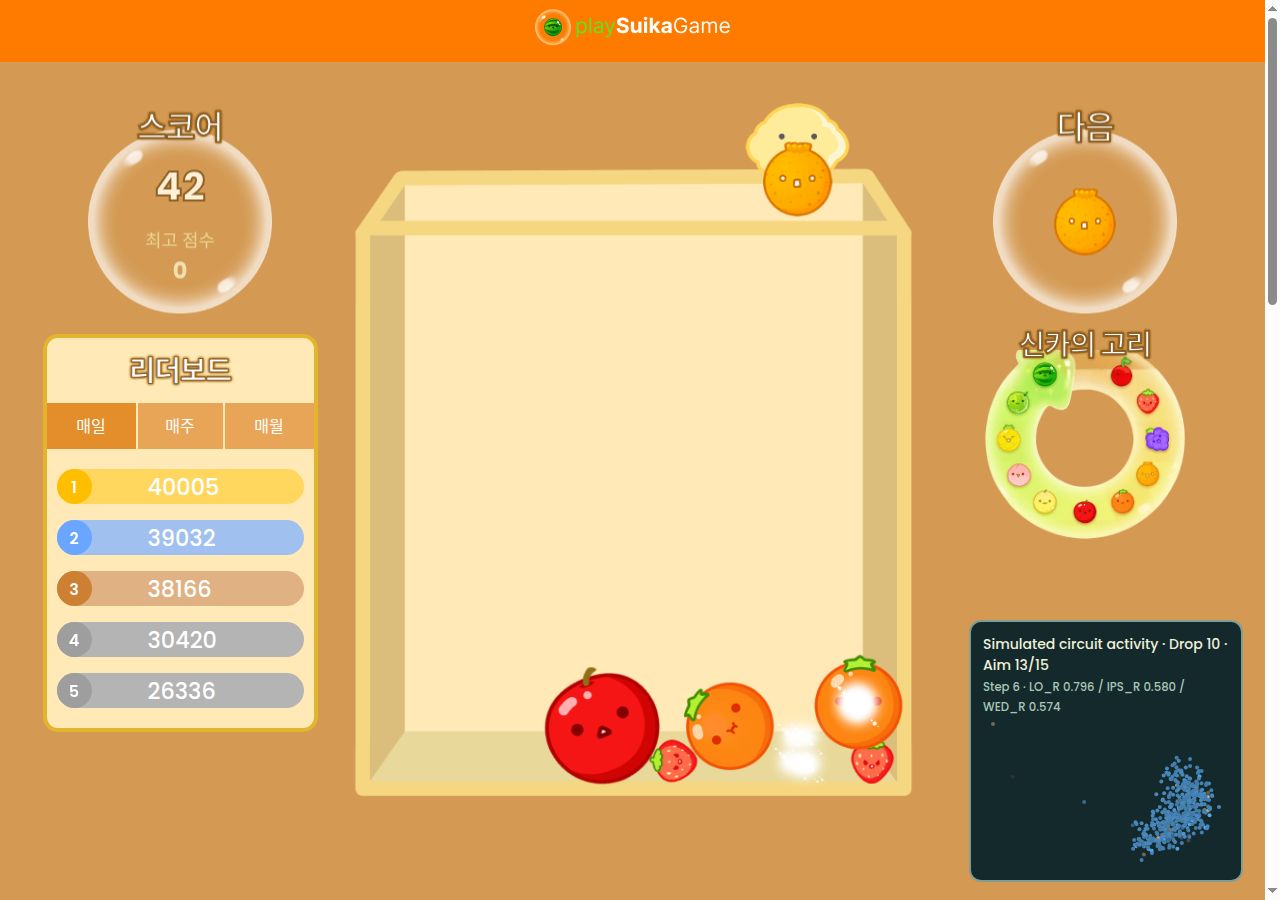 playSuikaGame
스코어
42
최고 점수
0
다음
신카의 고리
리더보드
매일 매주 매월
1 40005
2 39032
3 38166
4 30420
5 26336
Simulated circuit activity · Drop 10 ·
Aim 13/15
Step 6 · LO_R 0.796 / IPS_R 0.580 /
WED_R 0.574